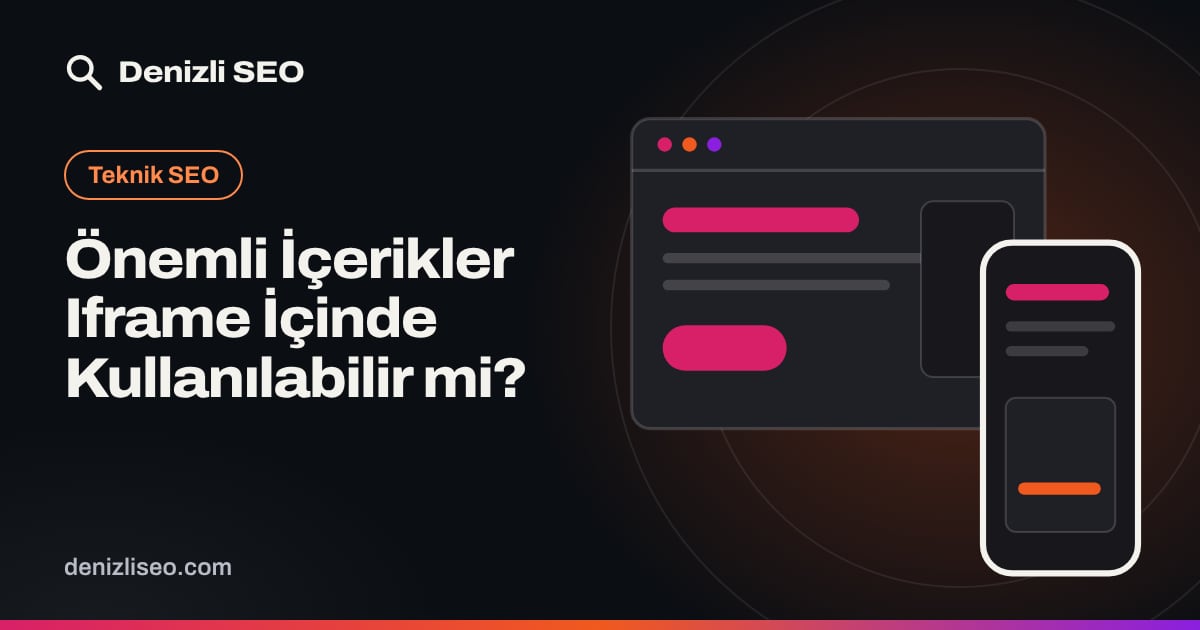 Denizli SEO
Teknik SEO
Önemli İçerikler
Iframe İçinde
Kullanılabilir mi?
denizliseo.com